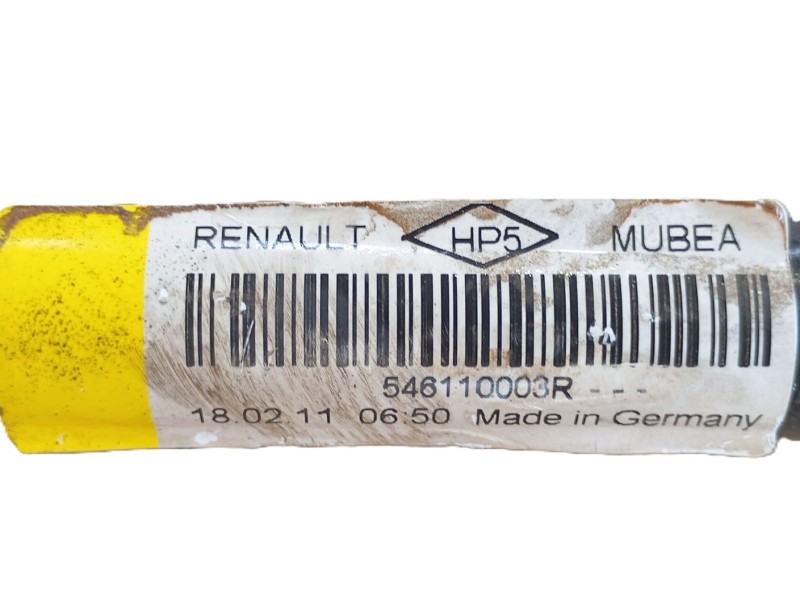 RENAULT HP5 MUBEA
546110003R - - -
18.02.11 06:50 Made in Germany